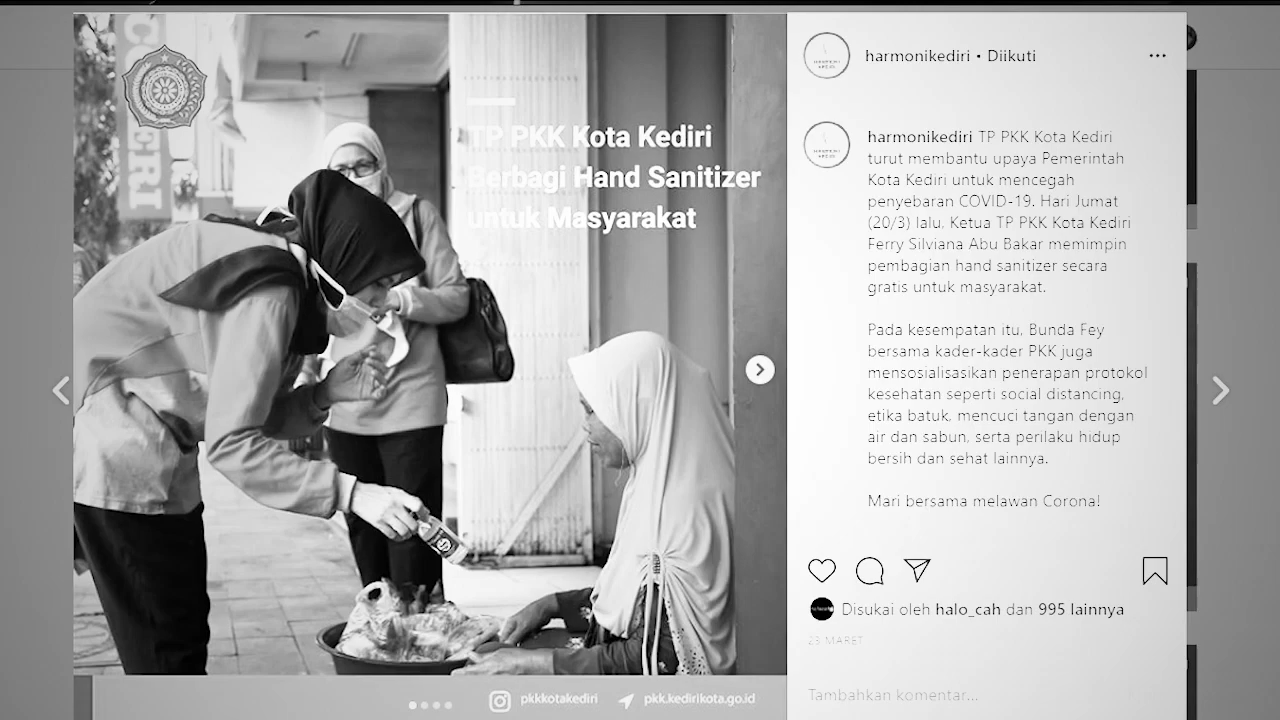 TP PKK Kota Kediri
Berbagi Hand Sanitizer
untuk Masyarakat
pkkkotakediri
pkk.kedirikota.go.id
harmonikediri • Diikuti
harmonikediri TP PKK Kota Kediri
turut membantu upaya Pemerintah
Kota Kediri untuk mencegah
penyebaran COVID-19. Hari Jumat
(20/3) lalu, Ketua TP PKK Kota Kediri
Ferry Silviana Abu Bakar memimpin
pembagian hand sanitizer secara
gratis untuk masyarakat.
Pada kesempatan itu, Bunda Fey
bersama kader-kader PKK juga
mensosialisasikan penerapan protokol
kesehatan seperti social distancing,
etika batuk, mencuci tangan dengan
air dan sabun, serta perilaku hidup
bersih dan sehat lainnya.
Mari bersama melawan Corona!
Disukai oleh halo_cah dan 995 lainnya
23 MARET
Tambahkan komentar...